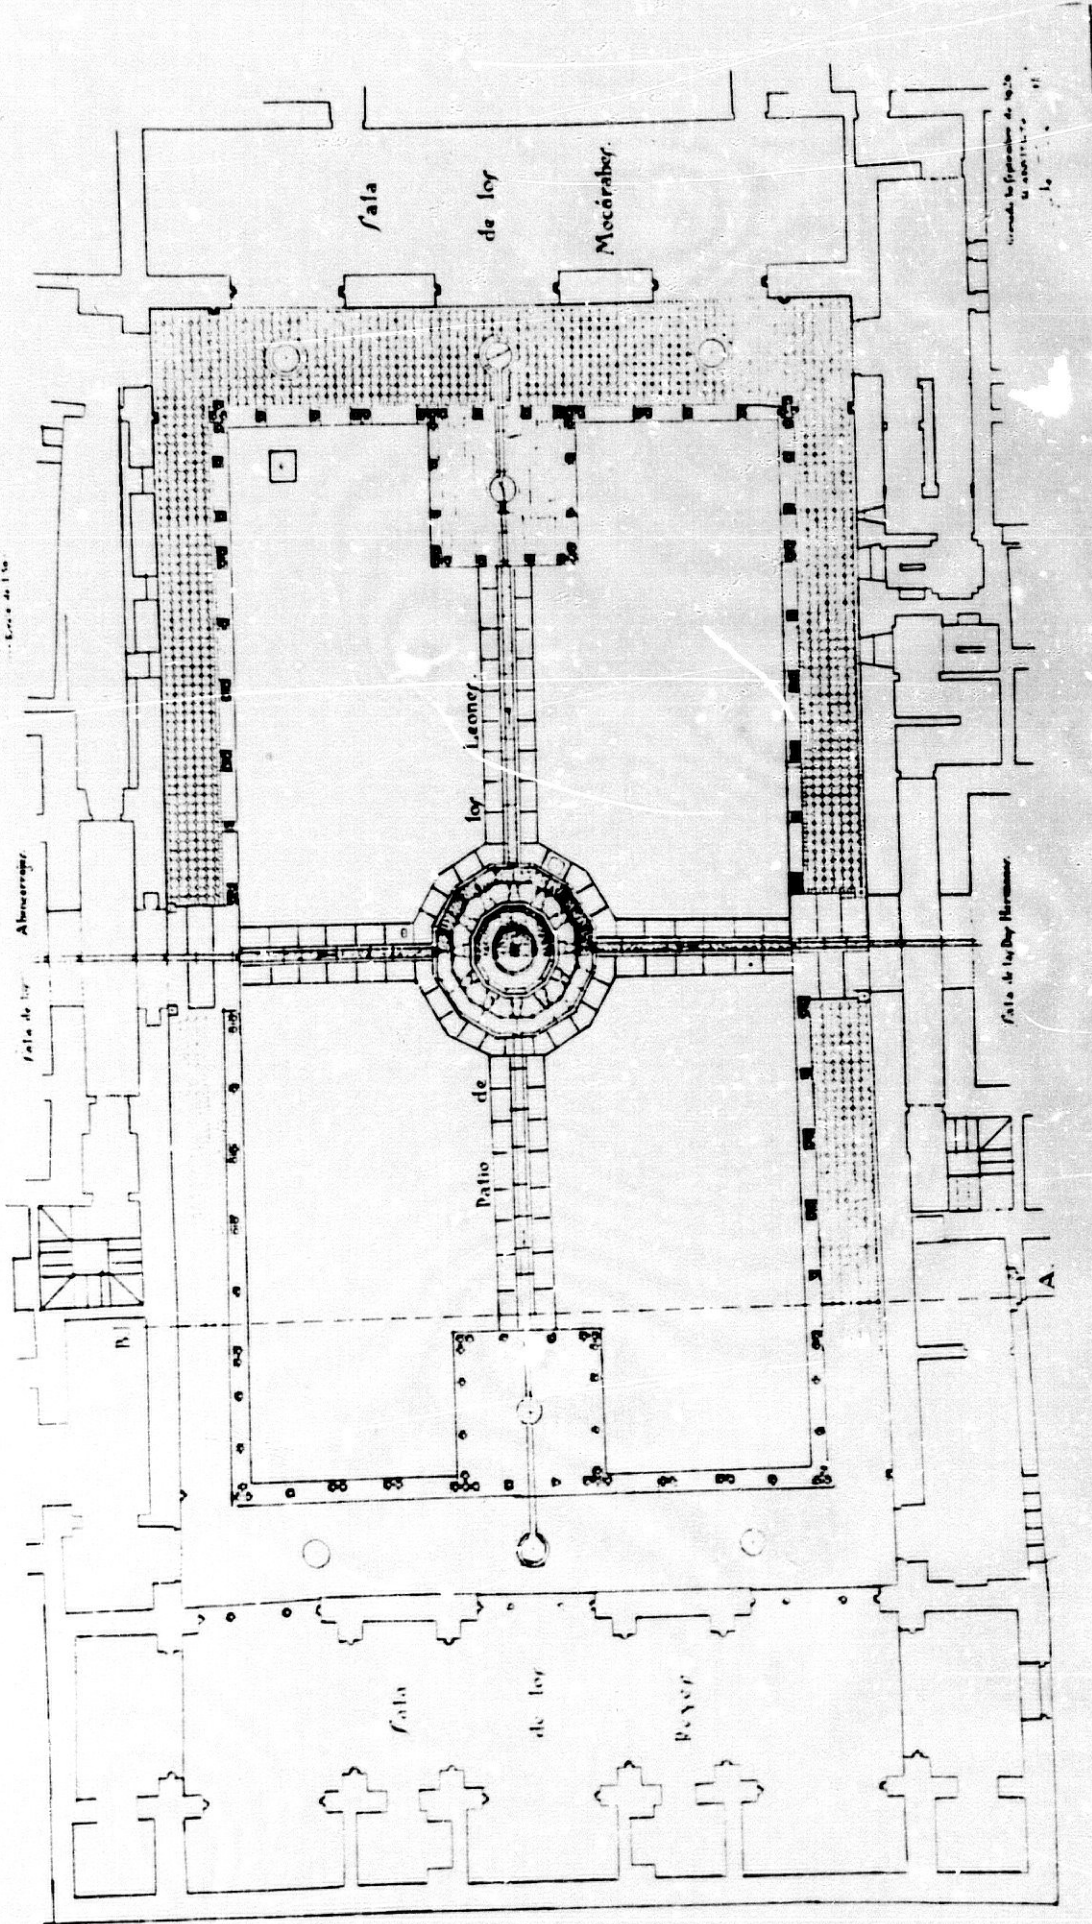 Sala
de los
Mocárabes.
Patio de los Leones.
Sala de los Abencerrajes.
Sala de las Dos Hermanas.
B
A.
Sala
de los
Reyes